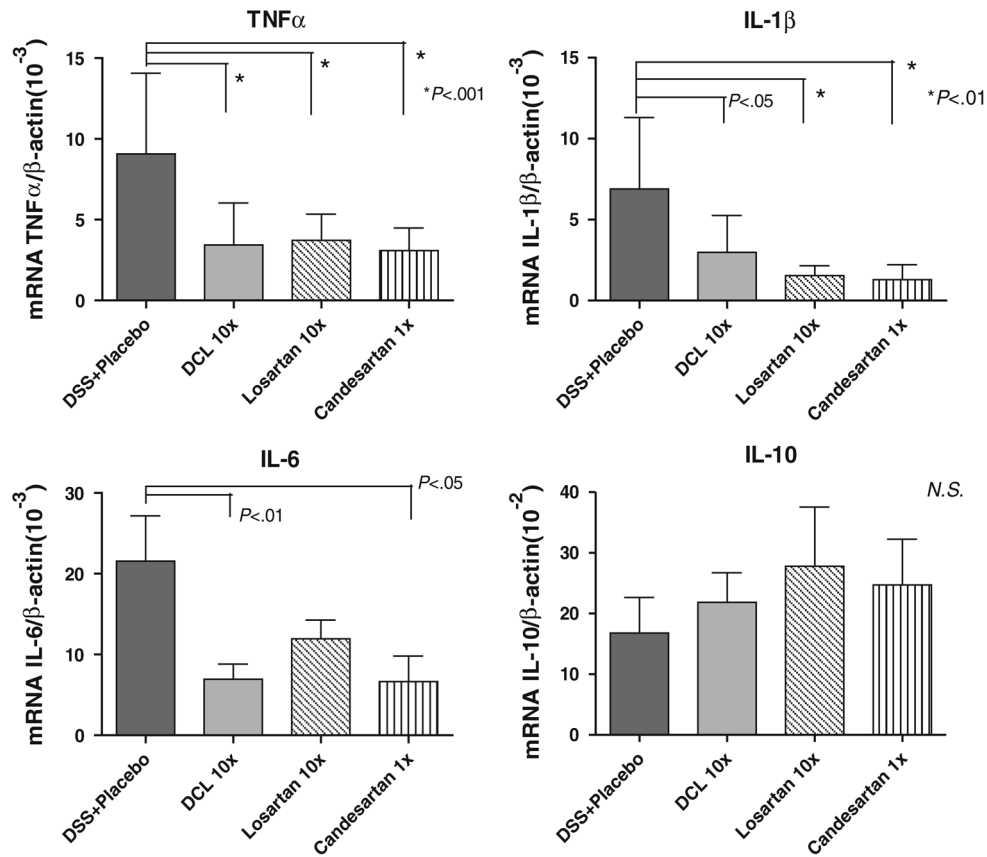 TNFα
mRNA TNFα/β-actin(10-3)
15
10
5
0
*
*
*
*P<.001
DSS+Placebo
DCL 10x
Losartan 10x
Candesartan 1x
IL-1β
mRNA IL-1β/β-actin(10-3)
15
10
5
0
P<.05
*
*
*P<.01
DSS+Placebo
DCL 10x
Losartan 10x
Candesartan 1x
IL-6
mRNA IL-6/β-actin(10-3)
30
20
10
0
P<.01
P<.05
DSS+Placebo
DCL 10x
Losartan 10x
Candesartan 1x
IL-10
mRNA IL-10/β-actin(10-2)
40
30
20
10
0
N.S.
DSS+Placebo
DCL 10x
Losartan 10x
Candesartan 1x